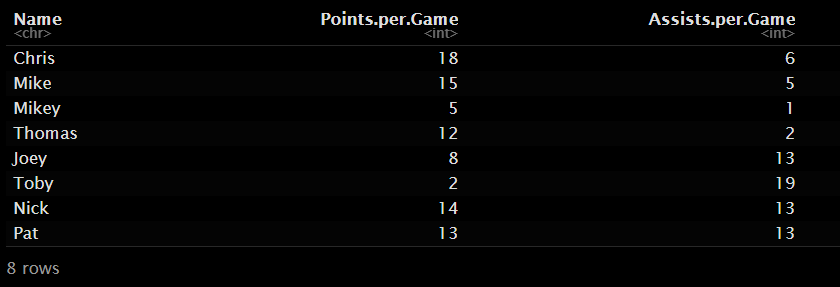 Name Points.per.Game Assists.per.Game
<chr> <int> <int>
Chris 18 6
Mike 15 5
Mikey 5 1
Thomas 12 2
Joey 8 13
Toby 2 19
Nick 14 13
Pat 13 13
8 rows